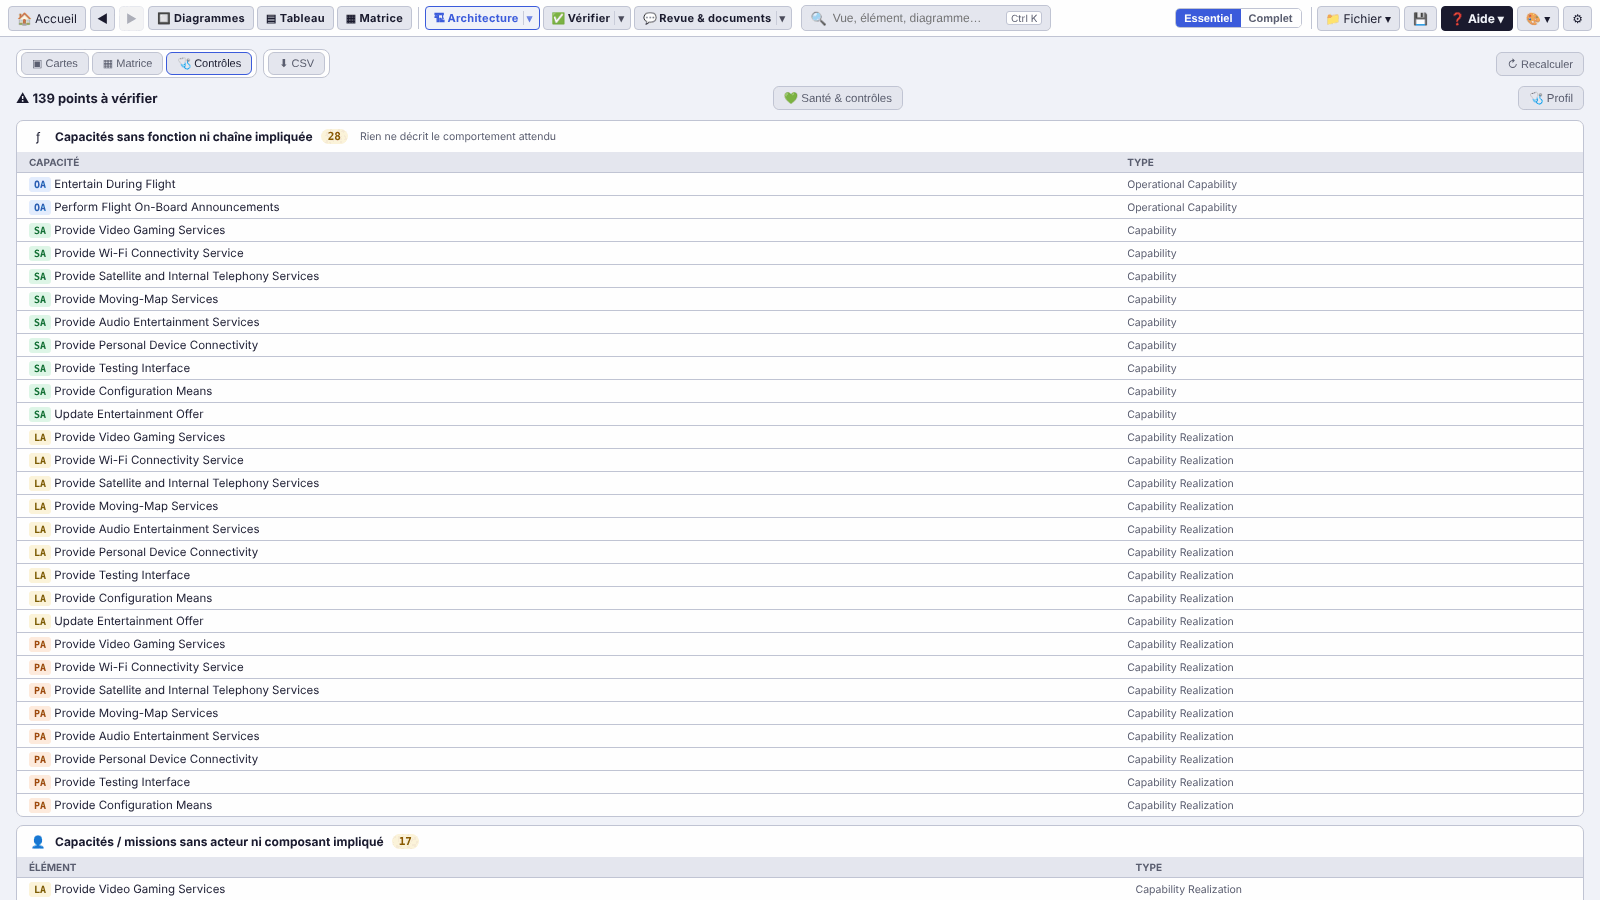 🏠 Accueil ◀ ▶ 🔲 Diagrammes ▤ Tableau ▦ Matrice 🏗 Architecture ▾ ✅ Vérifier ▾ 💬 Revue & documents ▾ 🔍 Vue, élément, diagramme… Ctrl K Essentiel Complet 📁 Fichier ▾ 💾 ❓ Aide ▾ 🎨 ▾ ⚙
▣ Cartes ▦ Matrice 🩺 Contrôles ⬇ CSV ↻ Recalculer
⚠ 139 points à vérifier 💚 Santé & contrôles 🩺 Profil
ƒ Capacités sans fonction ni chaîne impliquée 28 Rien ne décrit le comportement attendu
CAPACITÉ TYPE
OA Entertain During Flight Operational Capability
OA Perform Flight On-Board Announcements Operational Capability
SA Provide Video Gaming Services Capability
SA Provide Wi-Fi Connectivity Service Capability
SA Provide Satellite and Internal Telephony Services Capability
SA Provide Moving-Map Services Capability
SA Provide Audio Entertainment Services Capability
SA Provide Personal Device Connectivity Capability
SA Provide Testing Interface Capability
SA Provide Configuration Means Capability
SA Update Entertainment Offer Capability
LA Provide Video Gaming Services Capability Realization
LA Provide Wi-Fi Connectivity Service Capability Realization
LA Provide Satellite and Internal Telephony Services Capability Realization
LA Provide Moving-Map Services Capability Realization
LA Provide Audio Entertainment Services Capability Realization
LA Provide Personal Device Connectivity Capability Realization
LA Provide Testing Interface Capability Realization
LA Provide Configuration Means Capability Realization
LA Update Entertainment Offer Capability Realization
PA Provide Video Gaming Services Capability Realization
PA Provide Wi-Fi Connectivity Service Capability Realization
PA Provide Satellite and Internal Telephony Services Capability Realization
PA Provide Moving-Map Services Capability Realization
PA Provide Audio Entertainment Services Capability Realization
PA Provide Personal Device Connectivity Capability Realization
PA Provide Testing Interface Capability Realization
PA Provide Configuration Means Capability Realization
👤 Capacités / missions sans acteur ni composant impliqué 17
ÉLÉMENT TYPE
LA Provide Video Gaming Services Capability Realization